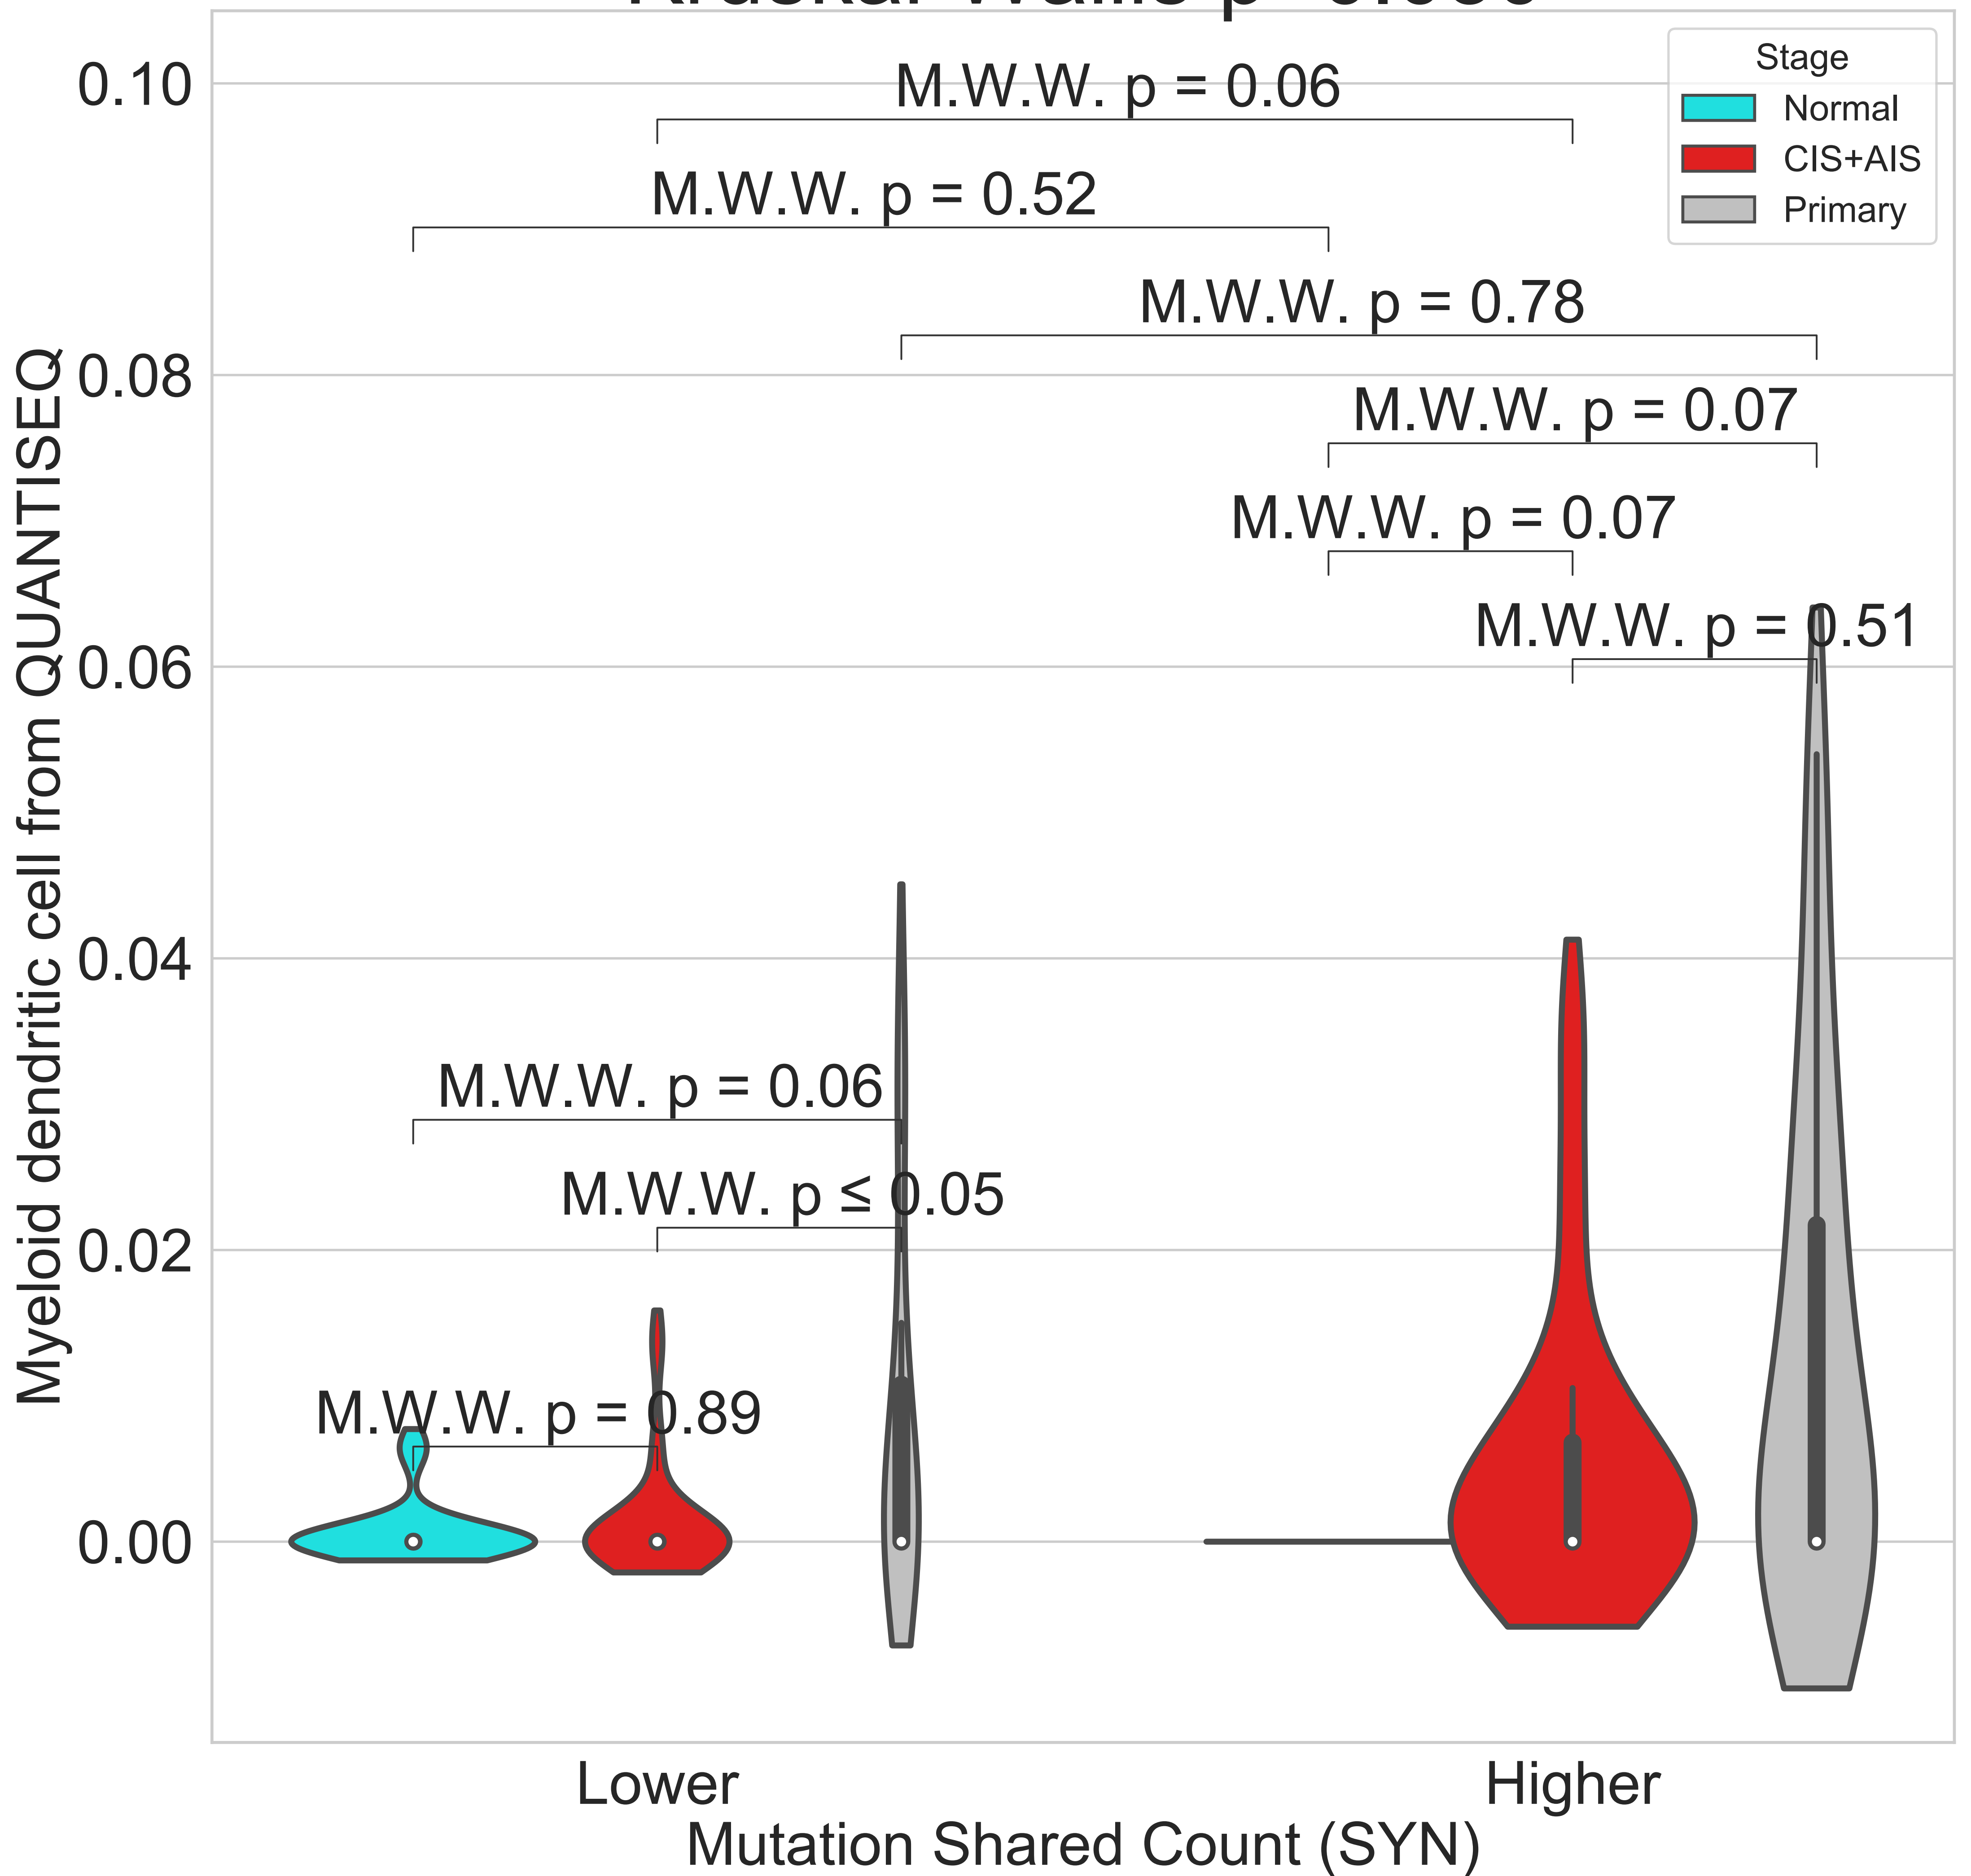 0.10
0.08
0.06
0.04
0.02
0.00
Myeloid dendritic cell from QUANTISEQ
M.W.W. p = 0.06
M.W.W. p = 0.52
M.W.W. p = 0.78
M.W.W. p = 0.07
M.W.W. p = 0.07
M.W.W. p = 0.51
M.W.W. p = 0.06
M.W.W. p ≤ 0.05
M.W.W. p = 0.89
Stage
Normal
CIS+AIS
Primary
Lower
Higher
Mutation Shared Count (SYN)